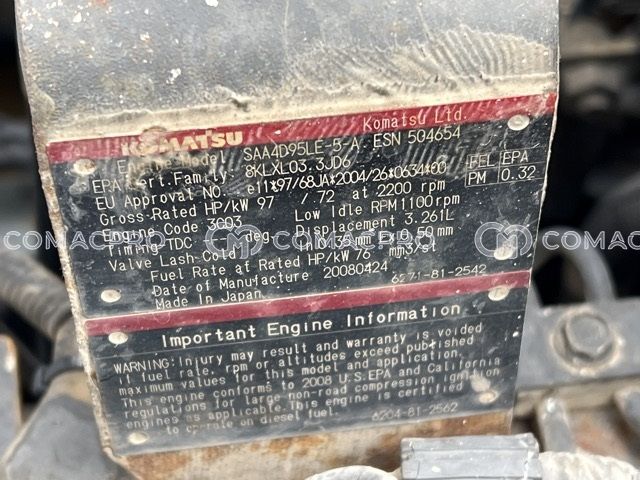 KOMATSU Komatsu Ltd.
Engine Model SAA4D95LE-5-A ESN 504654
EPA Cert.Family: 8KLXL03.3JD6
EU Approval NO. e11*97/68JA*2004/26*0634*00
FEL EPA
PM 0.32
Gross-Rated HP/kW 97 / 72 at 2200 rpm
Engine Code 3C03 Low Idle RPM 1100rpm
Timing-TDC deg Displacement 3.261L
Valve Lash-Cold IN 0.35mm Ex 0.50mm
Fuel Rate at Rated HP/kW 76 mm3/st
Date of Manufacture 20080424
Made In Japan 6271-81-2542
Important Engine Information
WARNING: Injury may result and warranty is voided
if fuel rate, rpm or altitudes exceed published
maximum values for this model and application.
This engine conforms to 2008 U.S.EPA and California
regulations for large non-road compression ignition
engines as applicable. This engine is certified
to operate on diesel fuel. 6204-81-2562
COMACPRO COMACPRO COMACPRO